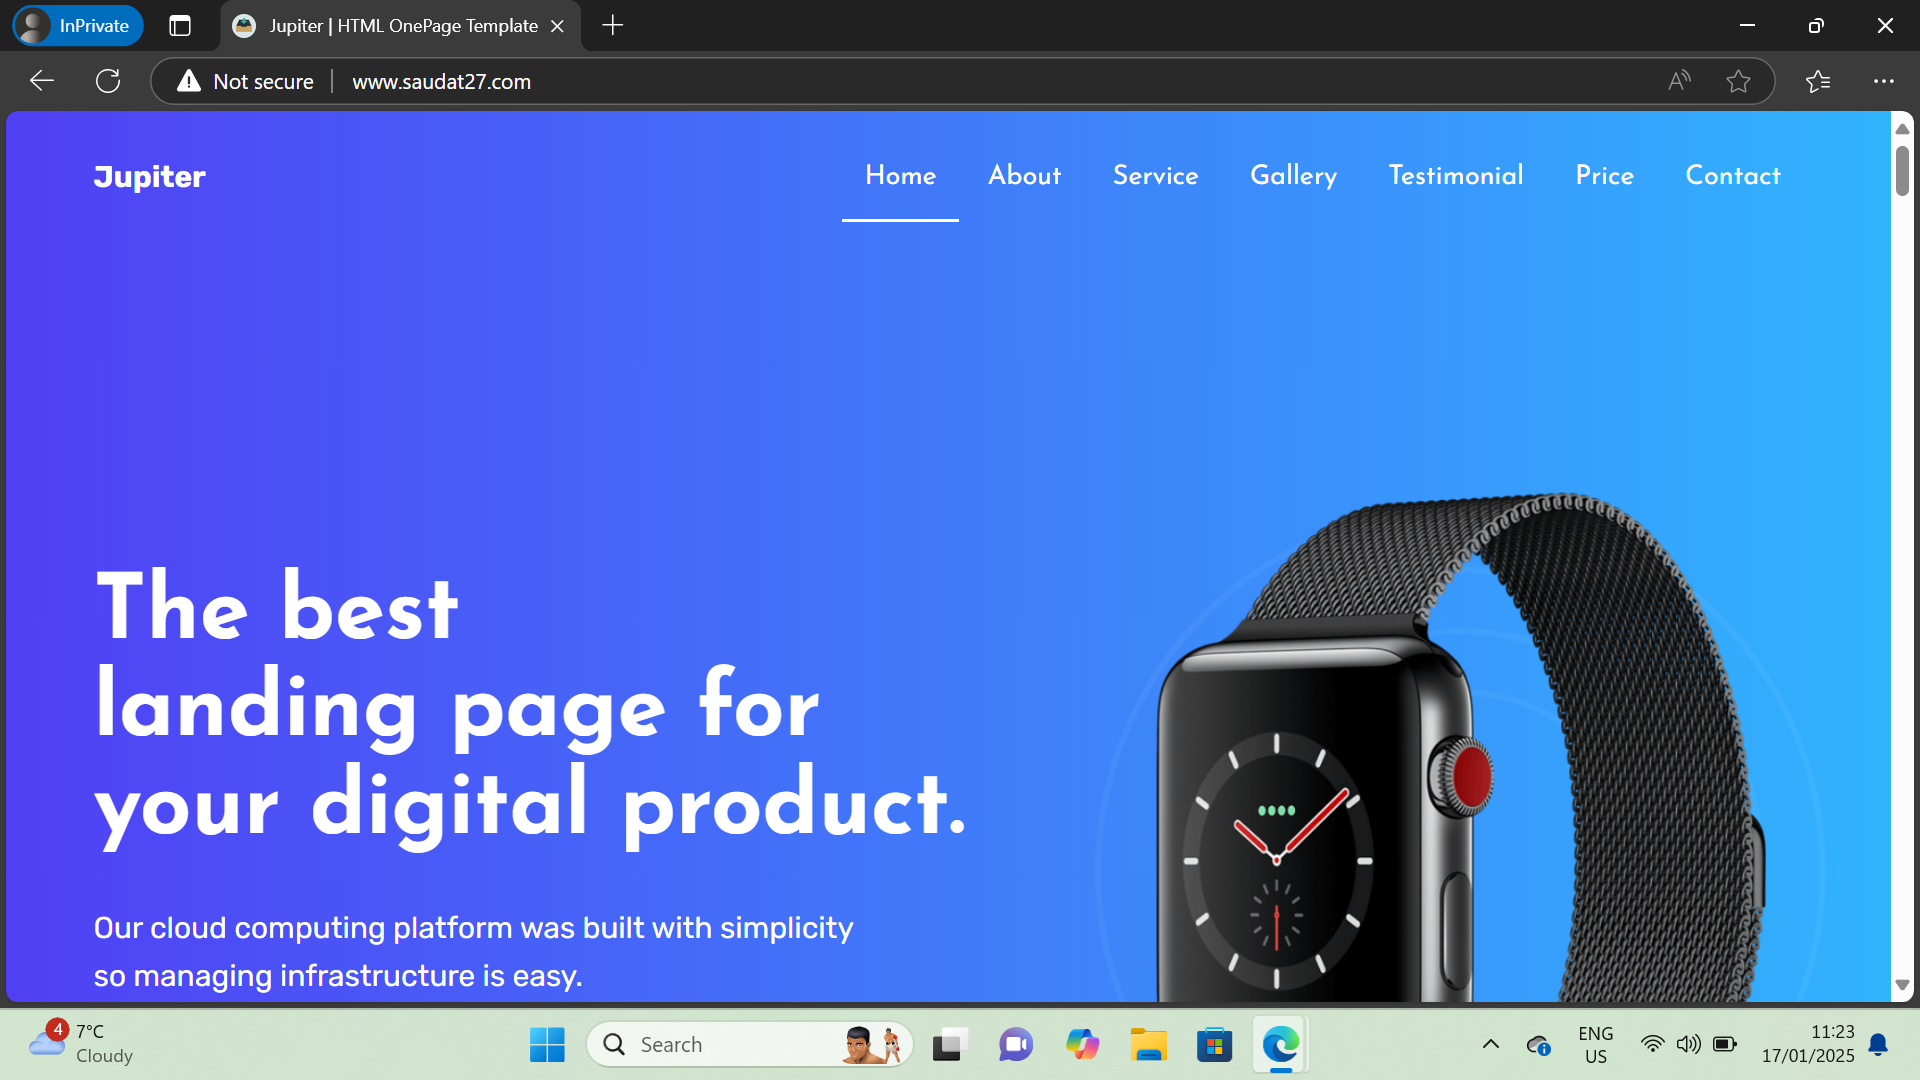 InPrivate
Jupiter | HTML OnePage Template
Not secure
www.saudat27.com
Jupiter
Home About Service Gallery Testimonial Price Contact
The best
landing page for
your digital product.
Our cloud computing platform was built with simplicity
so managing infrastructure is easy.
4
7°C
Cloudy
Search
ENG
US
11:23
17/01/2025